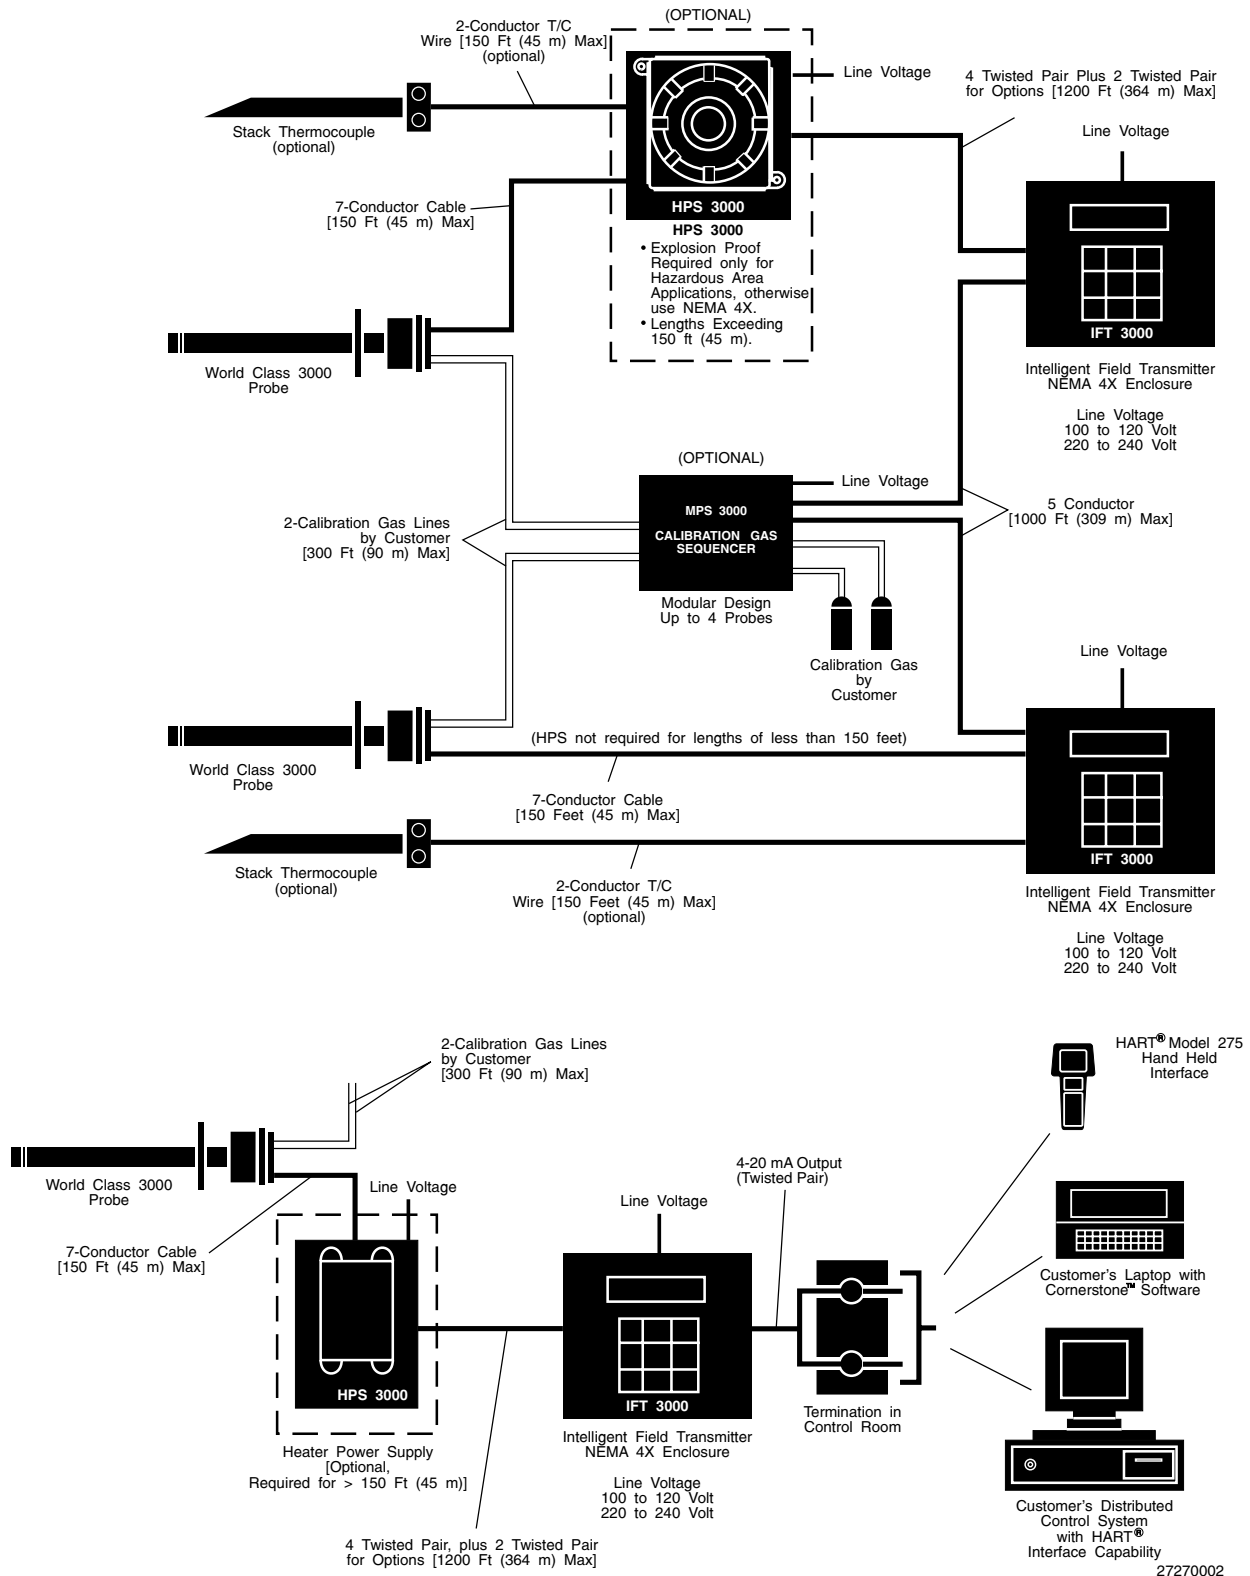 (OPTIONAL)
2-Conductor T/C
Wire [150 Ft (45 m) Max]
(optional)
Line Voltage
4 Twisted Pair Plus 2 Twisted Pair
for Options [1200 Ft (364 m) Max]
Stack Thermocouple
(optional)
Line Voltage
7-Conductor Cable
[150 Ft (45 m) Max]
HPS 3000
HPS 3000
• Explosion Proof
Required only for
Hazardous Area
Applications, otherwise
use NEMA 4X.
• Lengths Exceeding
150 ft (45 m).
IFT 3000
World Class 3000
Probe
Intelligent Field Transmitter
NEMA 4X Enclosure
Line Voltage
100 to 120 Volt
220 to 240 Volt
(OPTIONAL)
Line Voltage
MPS 3000
CALIBRATION GAS
SEQUENCER
2-Calibration Gas Lines
by Customer
[300 Ft (90 m) Max]
5 Conductor
[1000 Ft (309 m) Max]
Modular Design
Up to 4 Probes
Calibration Gas
by
Customer
Line Voltage
(HPS not required for lengths of less than 150 feet)
World Class 3000
Probe
7-Conductor Cable
[150 Feet (45 m) Max]
IFT 3000
Stack Thermocouple
(optional)
2-Conductor T/C
Wire [150 Feet (45 m) Max]
(optional)
Intelligent Field Transmitter
NEMA 4X Enclosure
Line Voltage
100 to 120 Volt
220 to 240 Volt
2-Calibration Gas Lines
by Customer
[300 Ft (90 m) Max]
HART® Model 275
Hand Held
Interface
World Class 3000
Probe
Line Voltage
4-20 mA Output
(Twisted Pair)
Line Voltage
7-Conductor Cable
[150 Ft (45 m) Max]
Customer's Laptop with
Cornerstone™ Software
HPS 3000
IFT 3000
Termination in
Control Room
Heater Power Supply
[Optional,
Required for > 150 Ft (45 m)]
Intelligent Field Transmitter
NEMA 4X Enclosure
Line Voltage
100 to 120 Volt
220 to 240 Volt
Customer's Distributed
Control System
with HART®
Interface Capability
4 Twisted Pair, plus 2 Twisted Pair
for Options [1200 Ft (364 m) Max]
27270002